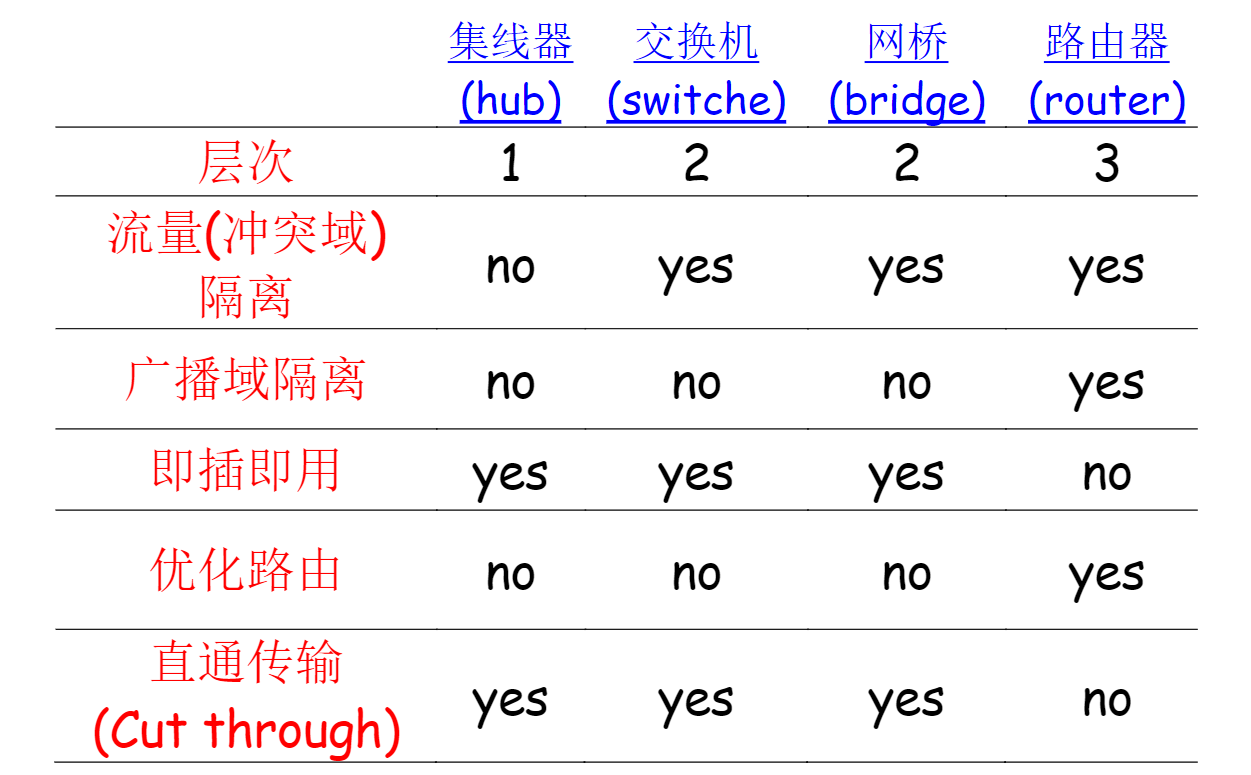 集线器 交换机 网桥 路由器
(hub) (switche) (bridge) (router)
层次 1 2 2 3
流量(冲突域)
隔离 no yes yes yes
广播域隔离 no no no yes
即插即用 yes yes yes no
优化路由 no no no yes
直通传输
(Cut through) yes yes yes no